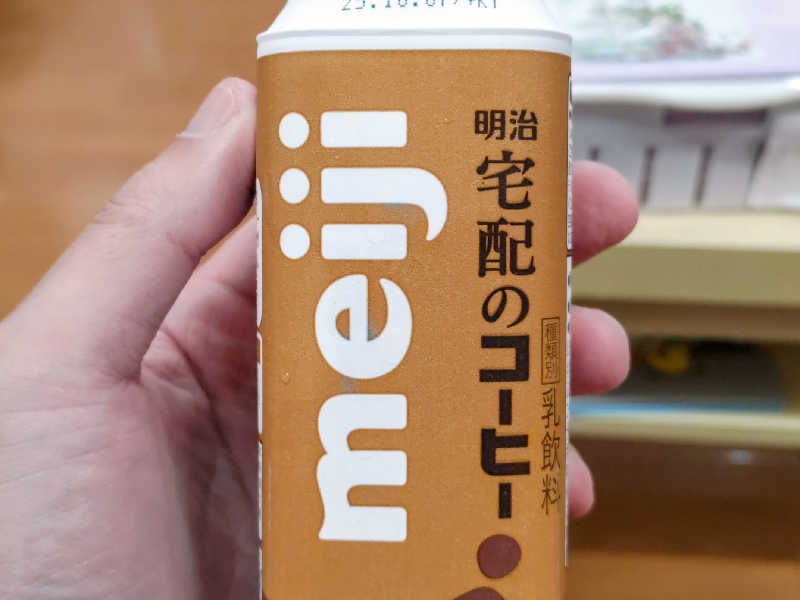 meiji
明治
宅配のコーヒー
種類別
乳飲料